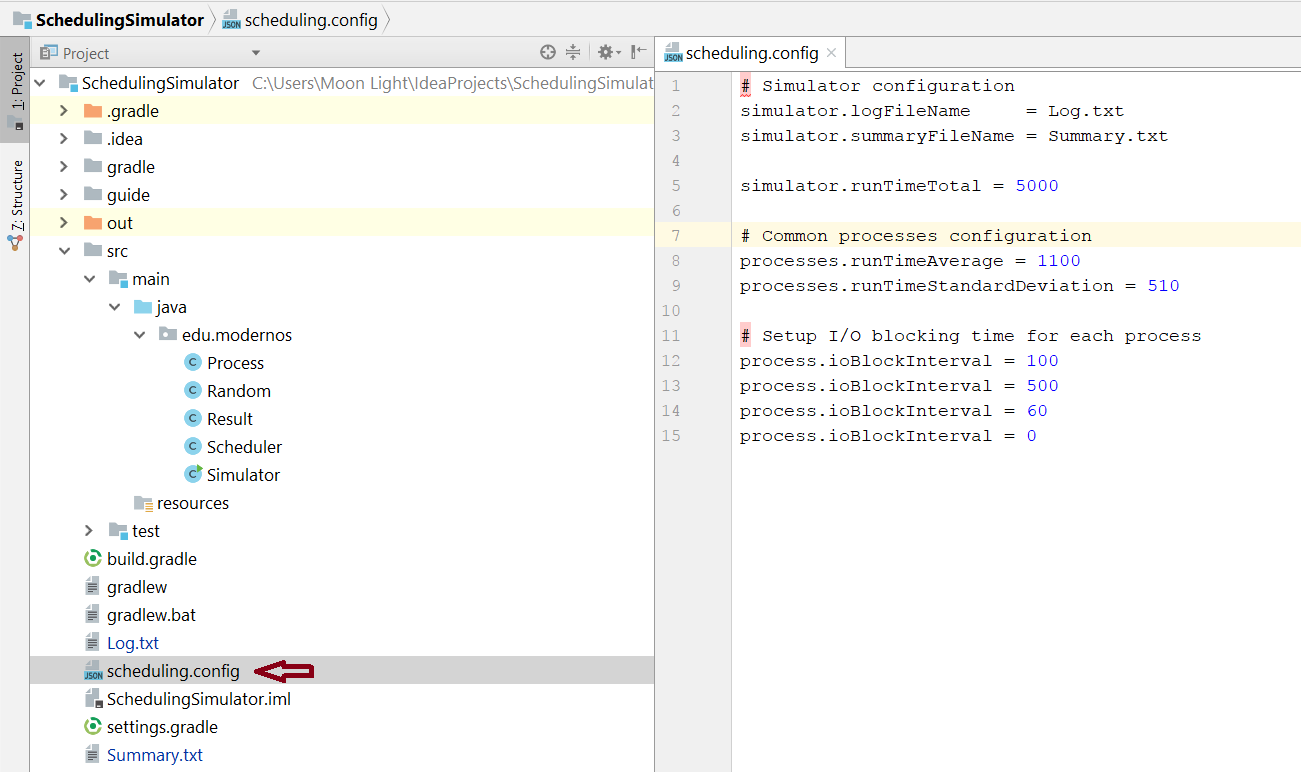 SchedulingSimulator scheduling.config
1: Project
Z: Structure
Project
SchedulingSimulator C:\Users\Moon Light\IdeaProjects\SchedulingSimulat
.gradle
.idea
gradle
guide
out
src
main
java
edu.modernos
C Process
C Random
C Result
C Scheduler
C Simulator
resources
test
build.gradle
gradlew
gradlew.bat
Log.txt
JSON scheduling.config
SchedulingSimulator.iml
settings.gradle
Summary.txt
JSON scheduling.config
1 # Simulator configuration
2 simulator.logFileName     = Log.txt
3 simulator.summaryFileName = Summary.txt
4
5 simulator.runTimeTotal = 5000
6
7 # Common processes configuration
8 processes.runTimeAverage = 1100
9 processes.runTimeStandardDeviation = 510
10
11 # Setup I/O blocking time for each process
12 process.ioBlockInterval = 100
13 process.ioBlockInterval = 500
14 process.ioBlockInterval = 60
15 process.ioBlockInterval = 0